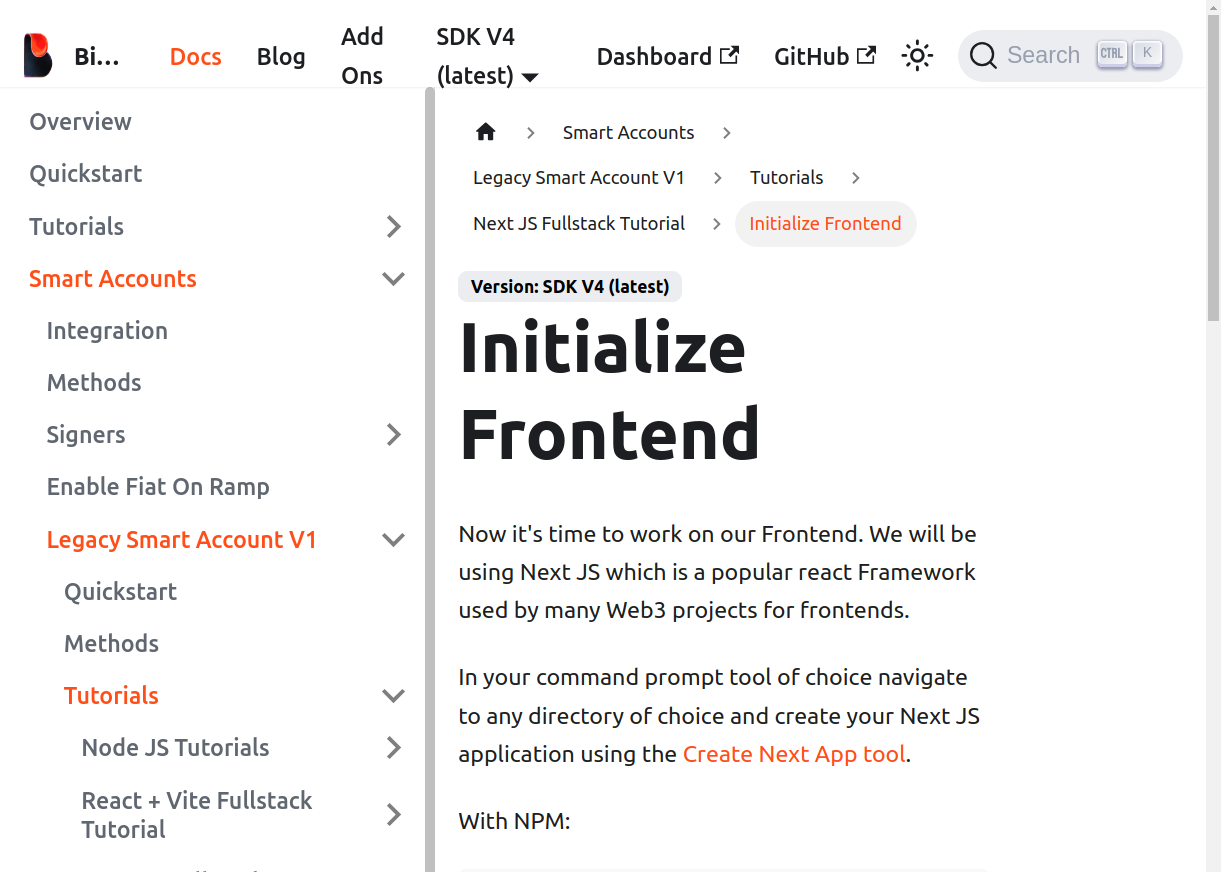 Bi...
Docs
Blog
Add
Ons
SDK V4
(latest)
Dashboard
GitHub
Search
CTRL
K
Overview
Quickstart
Tutorials
Smart Accounts
Integration
Methods
Signers
Enable Fiat On Ramp
Legacy Smart Account V1
Quickstart
Methods
Tutorials
Node JS Tutorials
React + Vite Fullstack
Tutorial
Smart Accounts
Legacy Smart Account V1
Tutorials
Next JS Fullstack Tutorial
Initialize Frontend
Version: SDK V4 (latest)
Initialize
Frontend
Now it's time to work on our Frontend. We will be
using Next JS which is a popular react Framework
used by many Web3 projects for frontends.
In your command prompt tool of choice navigate
to any directory of choice and create your Next JS
application using the Create Next App tool.
With NPM: